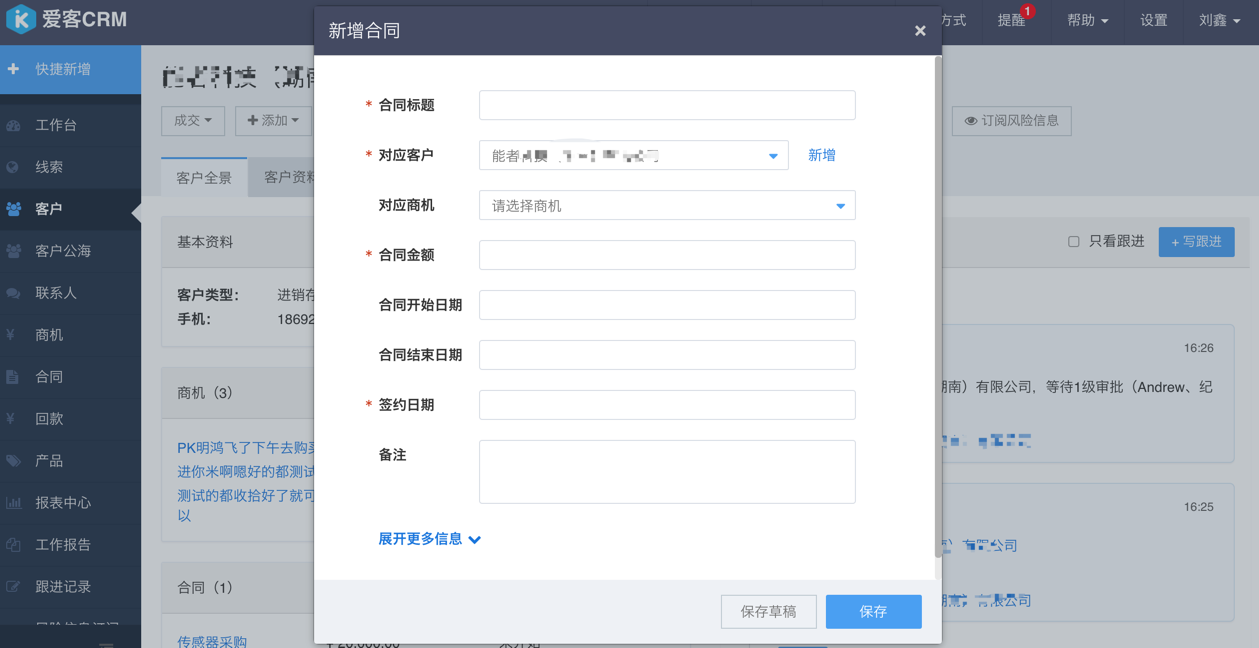 爱客CRM
新增合同
×
方式
提醒
1
帮助
设置
刘鑫
+ 快捷新增
工作台
线索
客户
客户公海
联系人
¥ 商机
合同
¥ 回款
产品
报表中心
工作报告
跟进记录
成交
+ 添加
订阅风险信息
客户全景
客户资料
基本资料
只看跟进
+ 写跟进
客户类型：
进销存
手机：
18692
商机（3）
PK明鸿飞了下午去购买
进你米啊嗯好的都测试
测试的都收拾好了就可
以
合同（1）
传感器采购
* 合同标题
* 对应客户
能者
新增
对应商机
请选择商机
* 合同金额
合同开始日期
合同结束日期
* 签约日期
备注
展开更多信息
保存草稿
保存
16:26
南）有限公司，等待1级审批（Andrew、纪
16:25
公司
公司